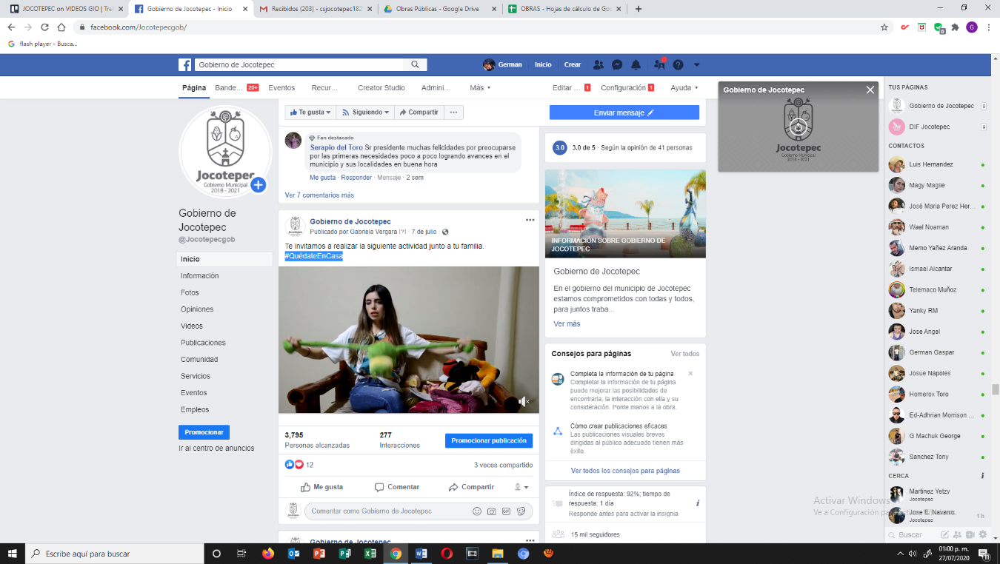 JOCOTEPEC on VIDEOS GIO | Tre
Gobierno de Jocotepec - Inicio
Recibidos (203) - csjocotepec182
Obras Públicas - Google Drive
OBRAS - Hojas de cálculo de Goo
facebook.com/Jocotepecgob/
flash player - Busca...
Gobierno de Jocotepec
German
Inicio
Crear
Página
Bande...
20+
Eventos
Recur...
Creator Studio
Admini...
Más
Editar ...
1
Configuración
1
Ayuda
Jocotepec
Gobierno Municipal
2018 - 2021
Gobierno de
Jocotepec
@Jocotepecgob
Inicio
Información
Fotos
Opiniones
Videos
Publicaciones
Comunidad
Servicios
Eventos
Empleos
Promocionar
Ir al centro de anuncios
Te gusta
Siguiendo
Compartir
Enviar mensaje
Fan destacado
Serapio del Toro Sr presidente muchas felicidades por preocuparse
por las primeras necesidades poco a poco logrando avances en el
municipio y sus localidades en buena hora
Me gusta · Responder · Mensaje · 2 sem
Ver 7 comentarios más
Gobierno de Jocotepec
Publicado por Gabriela Vergara [?] · 7 de julio ·
Te invitamos a realizar la siguiente actividad junto a tu familia.
#QuédateEnCasa
3,795
Personas alcanzadas
277
Interacciones
Promocionar publicación
12
3 veces compartido
Me gusta
Comentar
Compartir
Comentar como Gobierno de Jocotepec
GIF
Gobierno de Jocotepec
3.0
3.0 de 5 · Según la opinión de 41 personas
INFORMACIÓN SOBRE GOBIERNO DE
JOCOTEPEC
Gobierno de Jocotepec
En el gobierno del municipio de Jocotepec
estamos comprometidos con todas y todos,
para juntos traba...
Ver más
Consejos para páginas
Ver todos
Completa la información de tu página
Completar la información de tu página
puede mejorar las posibilidades de
encontrarla, la interacción con ella y su
consideración. Ponte manos a la obra.
Cómo crear publicaciones eficaces
Las publicaciones visuales breves
dirigidas al público adecuado tienen más
éxito.
Ver todos los consejos para páginas
Índice de respuesta: 92%; tiempo de
respuesta: 1 día
Responde antes para activar la insignia
15 mil seguidores
Gobierno de Jocotepec
Jocotepec
Gobierno Municipal
2018 - 2021
TUS PÁGINAS
Gobierno de Jocotepec
DIF Jocotepec
CONTACTOS
Luis Hernandez
Magy Magiie
José Maria Perez Her...
Wael Noaman
Memo Yañez Aranda
Ismael Alcantar
Telemaco Muñoz
Yanky RM
Jose Angel
German Gaspar
Josue Napoles
Homerox Toro
Ed-Adhrian Morrison ...
G Machuk George
Sanchez Tony
CERCA
Martinez Yetzy
Jocotepec
Jose E. Navarro
Jocotepec
1 h
Buscar
Activar Windows
Ve a Configuración para activar Windows.
Escribe aquí para buscar
01:00 p. m.
27/07/2020
11